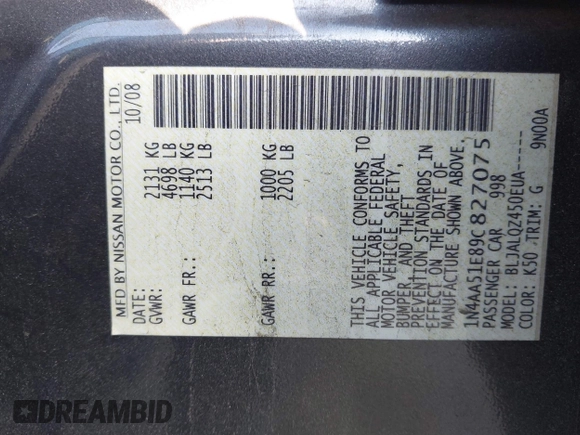 MFD BY NISSAN MOTOR CO., LTD.
DATE: 10/08
GVWR: 2131 KG
4698 LB
GAWR FR.: 1140 KG
2513 LB
GAWR RR.: 1000 KG
2205 LB
THIS VEHICLE CONFORMS TO
ALL APPLICABLE FEDERAL
MOTOR VEHICLE SAFETY,
BUMPER, AND THEFT
PREVENTION STANDARDS IN
EFFECT ON THE DATE OF
MANUFACTURE SHOWN ABOVE.
1N4AA51E89C827075
PASSENGER CAR 998
MODEL: BLJALQZ450EUA-----
COLOR: K50 TRIM: G 9N00A
DREAMBID